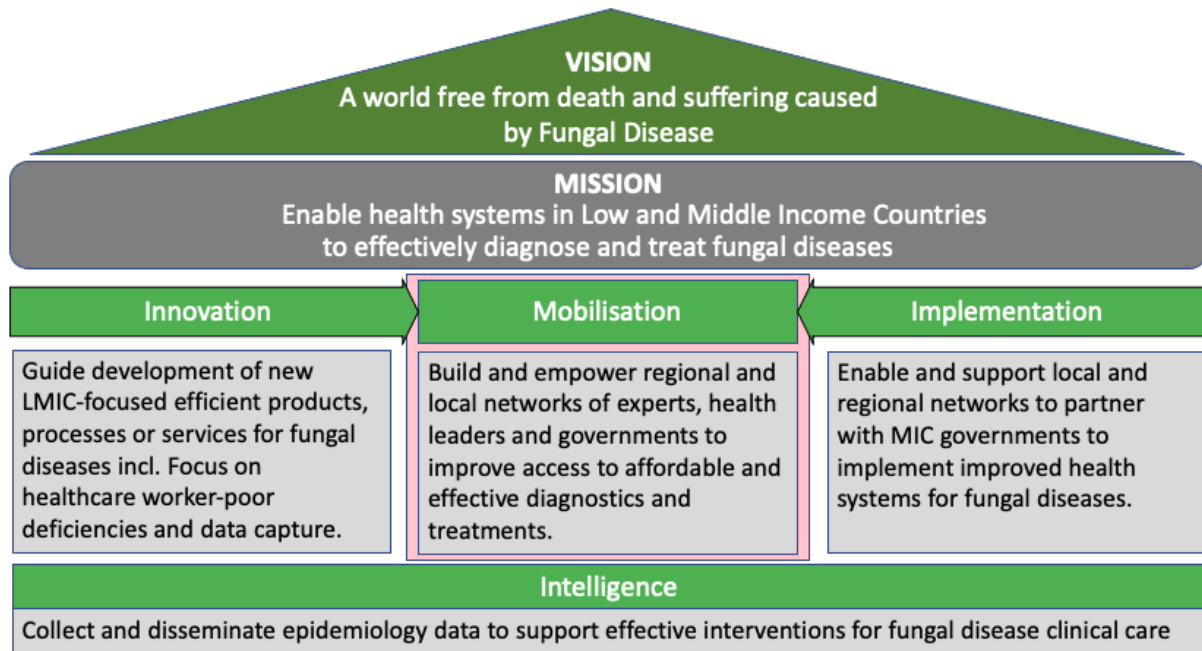 VISION
A world free from death and suffering caused
by Fungal Disease
MISSION
Enable health systems in Low and Middle Income Countries
to effectively diagnose and treat fungal diseases
Innovation
Guide development of new
LMIC-focused efficient products,
processes or services for fungal
diseases incl. Focus on
healthcare worker-poor
deficiencies and data capture.
Mobilisation
Build and empower regional and
local networks of experts, health
leaders and governments to
improve access to affordable and
effective diagnostics and
treatments.
Implementation
Enable and support local and
regional networks to partner
with MIC governments to
implement improved health
systems for fungal diseases.
Intelligence
Collect and disseminate epidemiology data to support effective interventions for fungal disease clinical care